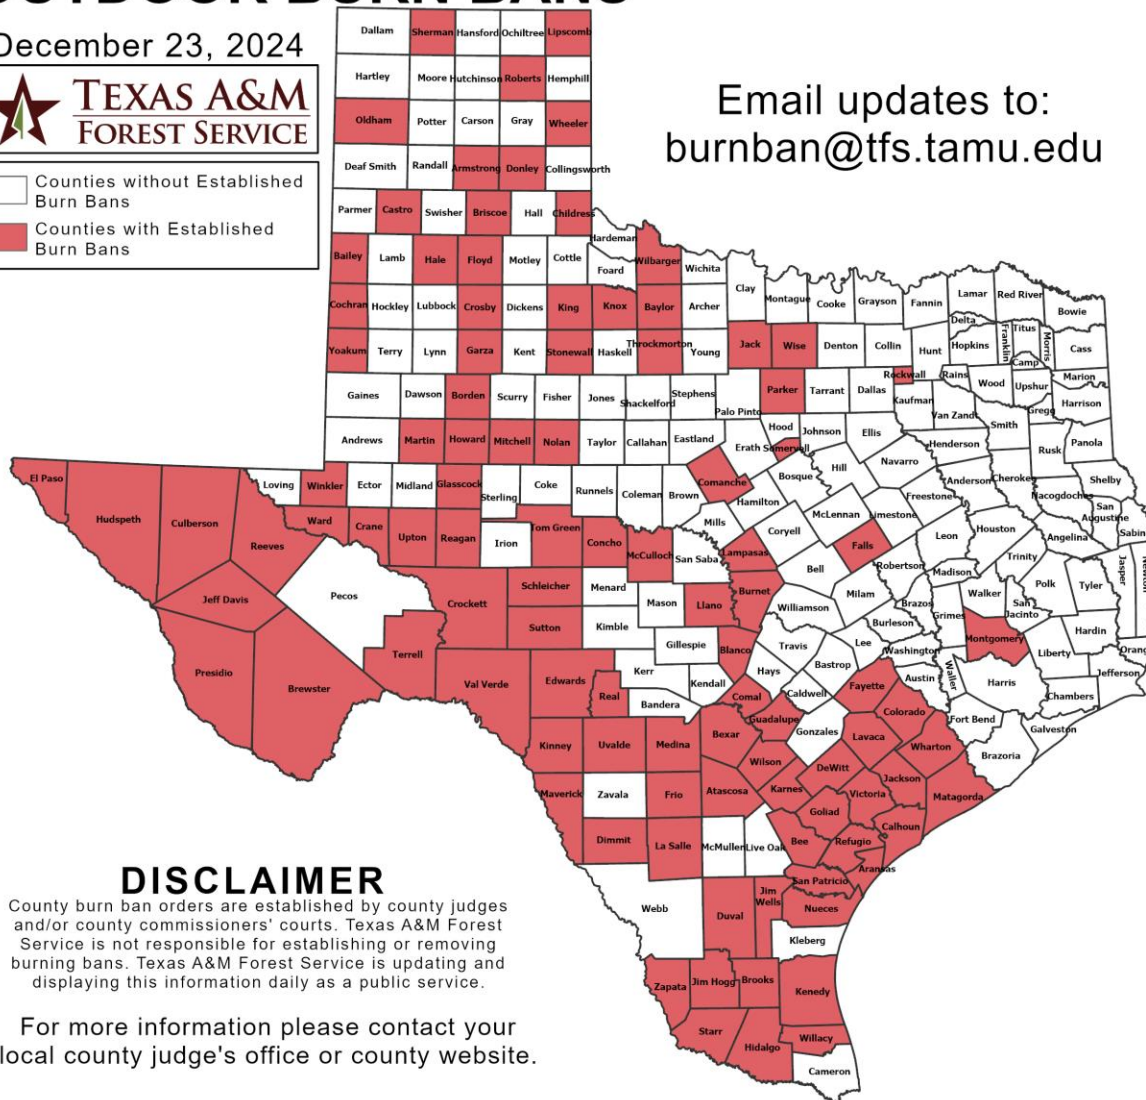 OUTDOOR BURN BANS
December 23, 2024
TEXAS A&M
FOREST SERVICE
Counties without Established
Burn Bans
Counties with Established
Burn Bans
Email updates to:
burnban@tfs.tamu.edu
Dallam Sherman Hansford Ochiltree Lipscomb
Hartley Moore Hutchinson Roberts Hemphill
Oldham Potter Carson Gray Wheeler
Deaf Smith Randall Armstrong Donley Collingsworth
Parmer Castro Swisher Briscoe Hall Childress
Hardeman
Bailey Lamb Hale Floyd Motley Cottle Foard Wilbarger Wichita
Clay Montague Cooke Grayson Fannin Lamar Red River Bowie
Cochran Hockley Lubbock Crosby Dickens King Knox Baylor Archer
Delta Franklin Titus Morris Cass
Yoakum Terry Lynn Garza Kent Stonewall Haskell Throckmorton Young Jack Wise Denton Collin Hunt Hopkins Camp
Rockwall Rains Wood Upshur Marion
Gaines Dawson Borden Scurry Fisher Jones Shackelford Stephens Palo Pinto Parker Tarrant Dallas Kaufman Van Zandt Gregg Harrison
Andrews Martin Howard Mitchell Nolan Taylor Callahan Eastland Erath Hood Somervell Johnson Ellis Henderson Smith Rusk Panola
El Paso Hudspeth Culberson Reeves Loving Winkler Ector Midland Glasscock Sterling Coke Runnels Coleman Brown Comanche Hamilton Bosque Hill Navarro Freestone Anderson Cherokee Nacogdoches Shelby
San
Augustine
Sabin
Ward Crane Upton Reagan Irion Tom Green Concho McCulloch San Saba Mills Lampasas Coryell McLennan Limestone Falls Leon Houston Angelina
Jeff Davis Pecos Crockett Schleicher Menard Mason Llano Burnet Bell Milam Robertson Madison Trinity Polk Tyler Jasper Newton
Presidio Brewster Terrell Sutton Kimble Gillespie Blanco Williamson Travis Lee Burleson Brazos Grimes Walker
San
Jacinto
Montgomery Liberty Hardin Orang
Val Verde Edwards Real Kerr Kendall Bandera Comal Hays Caldwell Bastrop Fayette Washington Austin Waller Harris Chambers Jefferson
Kinney Uvalde Medina Bexar Guadalupe Gonzales Lavaca Colorado Wharton Fort Bend Brazoria Galveston
Maverick Zavala Frio Atascosa Wilson Karnes DeWitt Victoria Jackson Matagorda
Dimmit La Salle McMullen Live Oak Bee Goliad Refugio Calhoun Aransas
Webb Duval
Jim
Wells
San Patricio
Nueces
Kleberg
Zapata Jim Hogg Brooks Kenedy
Starr Hidalgo Willacy
Cameron
DISCLAIMER
County burn ban orders are established by county judges
and/or county commissioners' courts. Texas A&M Forest
Service is not responsible for establishing or removing
burning bans. Texas A&M Forest Service is updating and
displaying this information daily as a public service.
For more information please contact your
local county judge's office or county website.